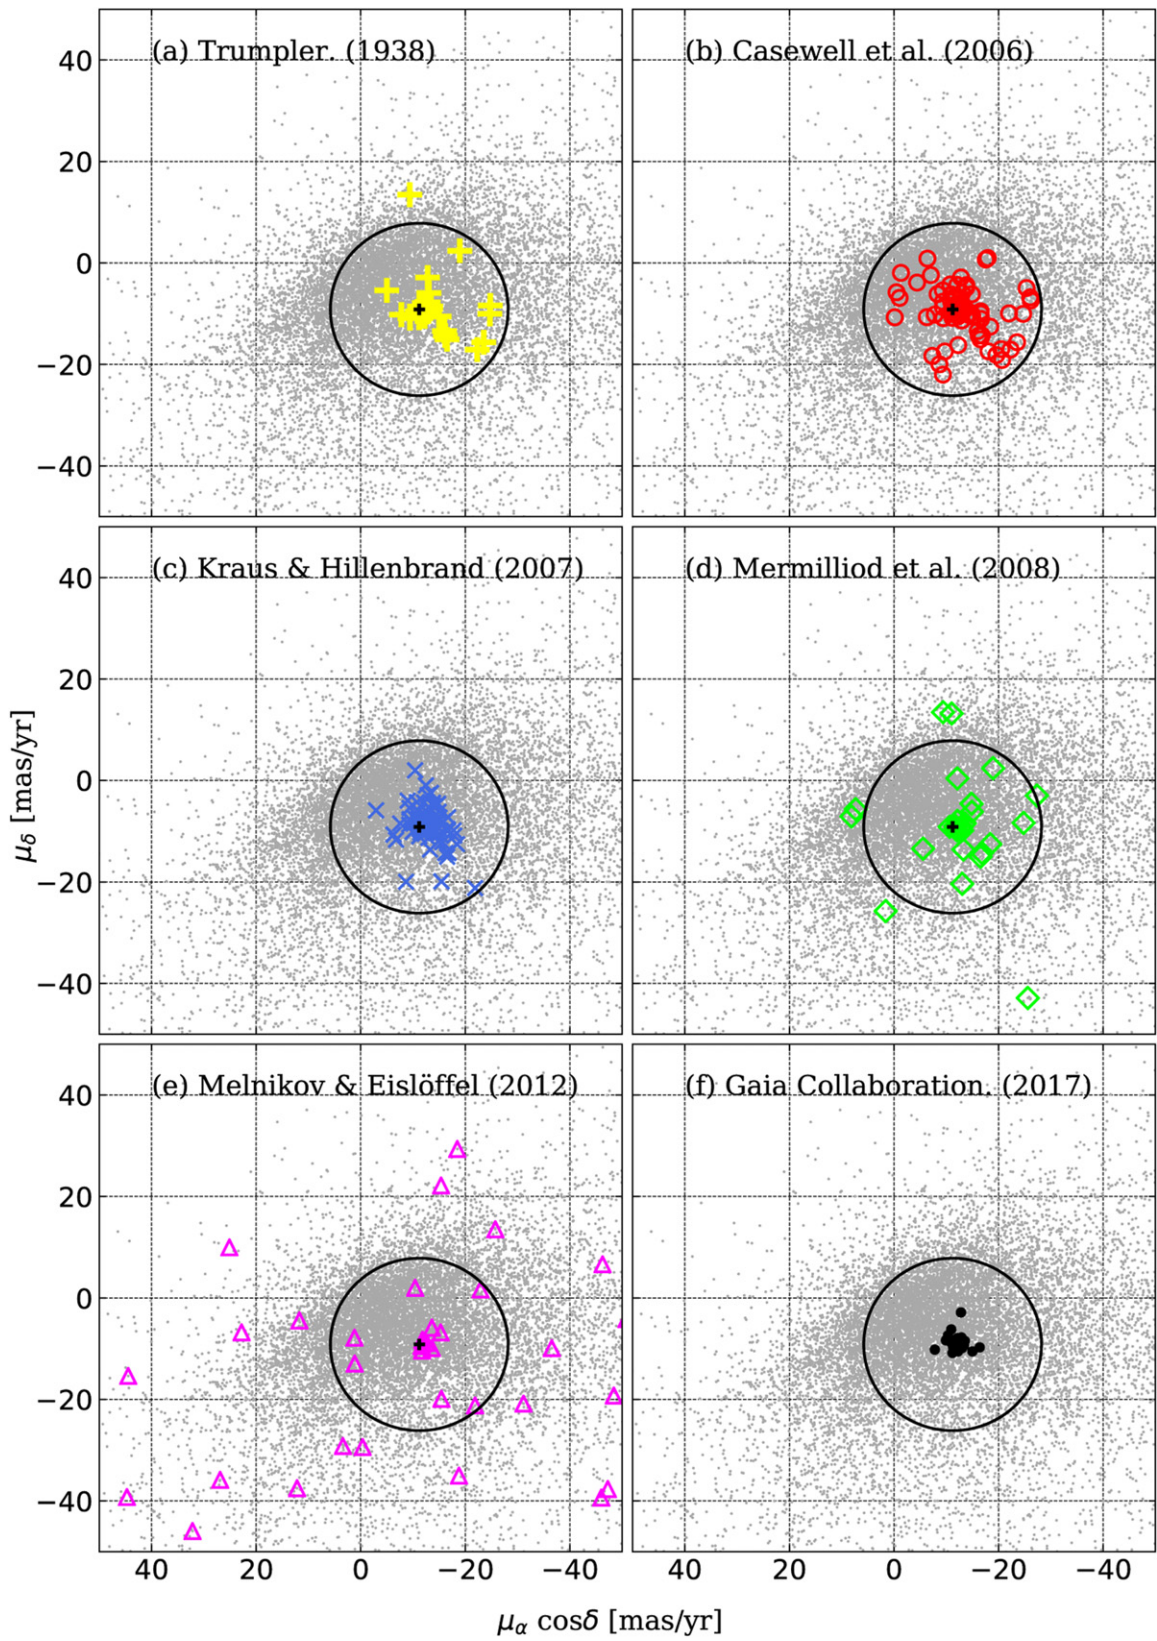 (a) Trumpler. (1938)
(b) Casewell et al. (2006)
40
20
0
−20
−40
(c) Kraus & Hillenbrand (2007)
(d) Mermilliod et al. (2008)
40
20
0
−20
−40
μδ [mas/yr]
(e) Melnikov & Eislöffel (2012)
(f) Gaia Collaboration. (2017)
40
20
0
−20
−40
40 20 0 −20 −40 40 20 0 −20 −40
μα cosδ [mas/yr]